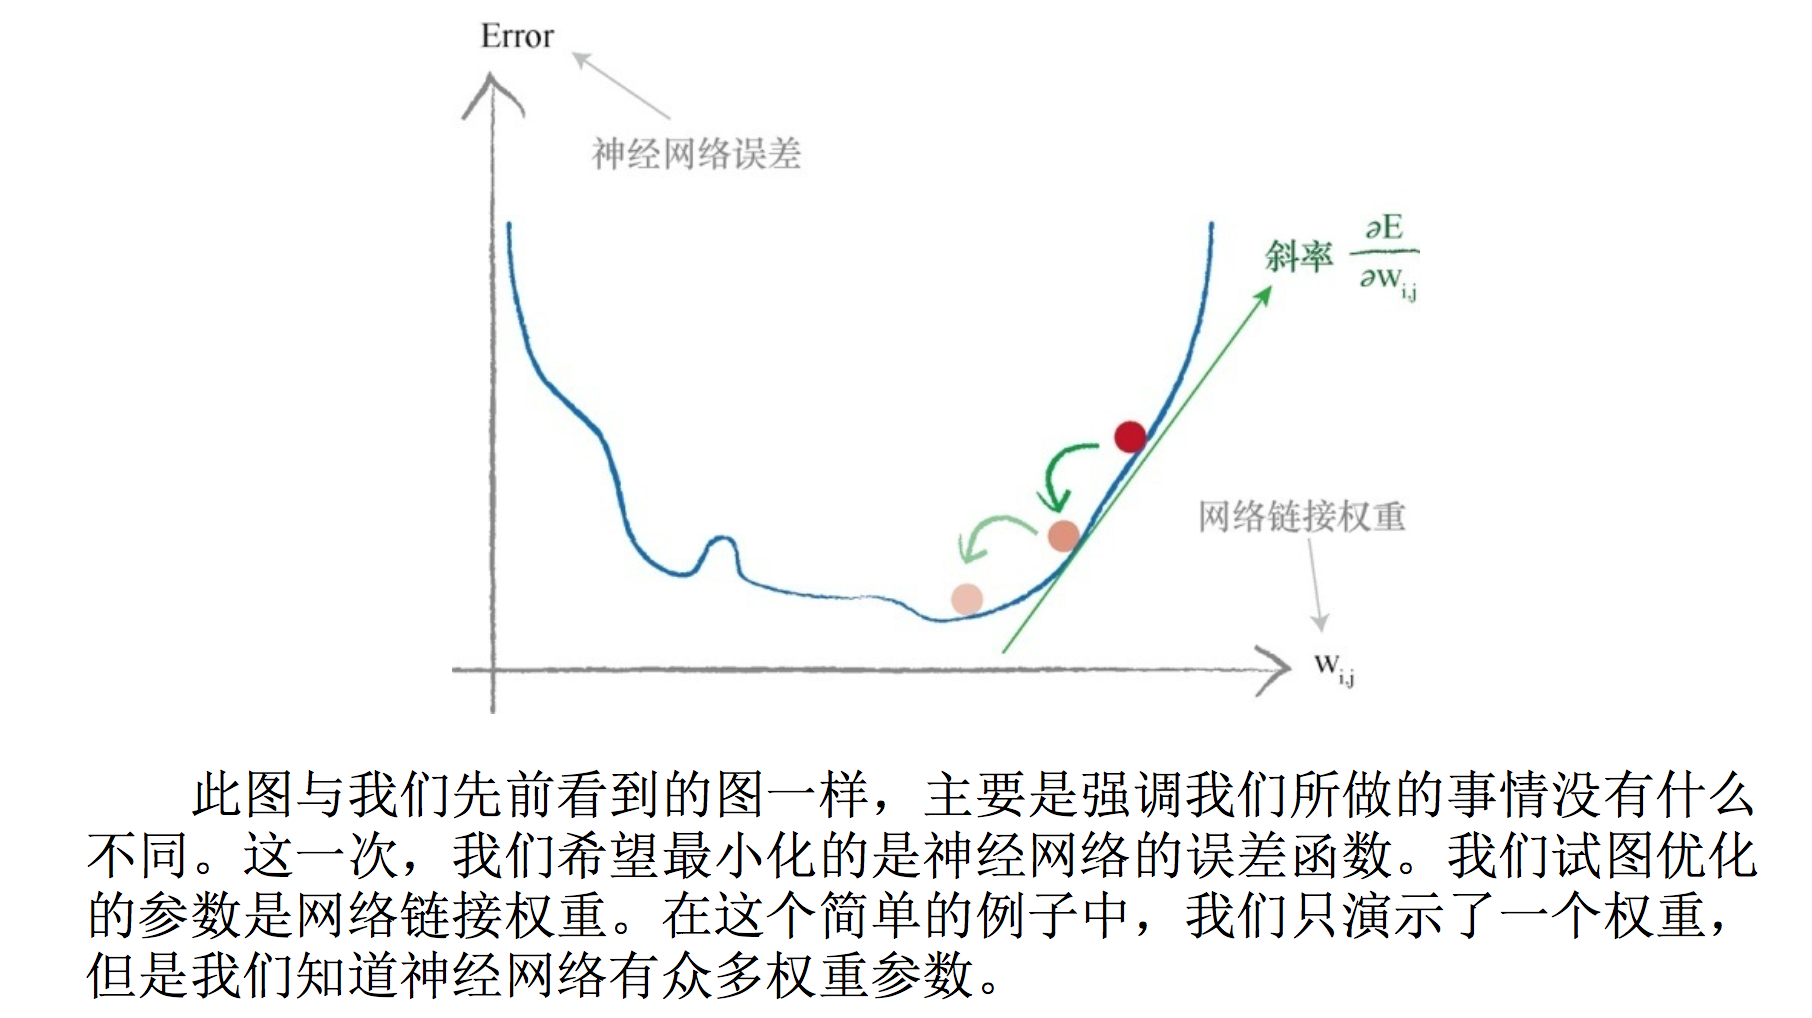 Error
神经网络误差
斜率 ∂E
∂w i,j
网络链接权重
w i,j
此图与我们先前看到的图一样，主要是强调我们所做的事情没有什么
不同。这一次，我们希望最小化的是神经网络的误差函数。我们试图优化
的参数是网络链接权重。在这个简单的例子中，我们只演示了一个权重，
但是我们知道神经网络有众多权重参数。